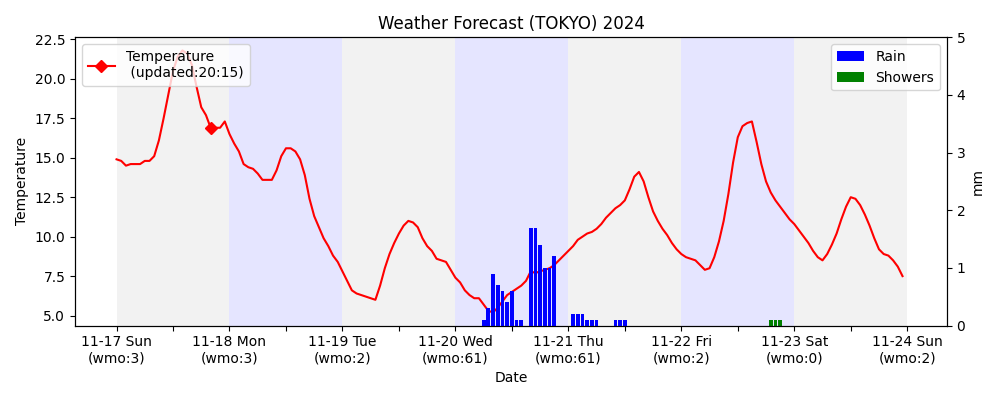 Weather Forecast (TOKYO) 2024
Temperature
(updated:20:15)
Rain
Showers
22.5
20.0
17.5
15.0
12.5
10.0
7.5
5.0
Temperature
5
4
3
2
1
0
mm
11-17 Sun
(wmo:3)
11-18 Mon
(wmo:3)
11-19 Tue
(wmo:2)
11-20 Wed
(wmo:61)
11-21 Thu
(wmo:61)
11-22 Fri
(wmo:2)
11-23 Sat
(wmo:0)
11-24 Sun
(wmo:2)
Date